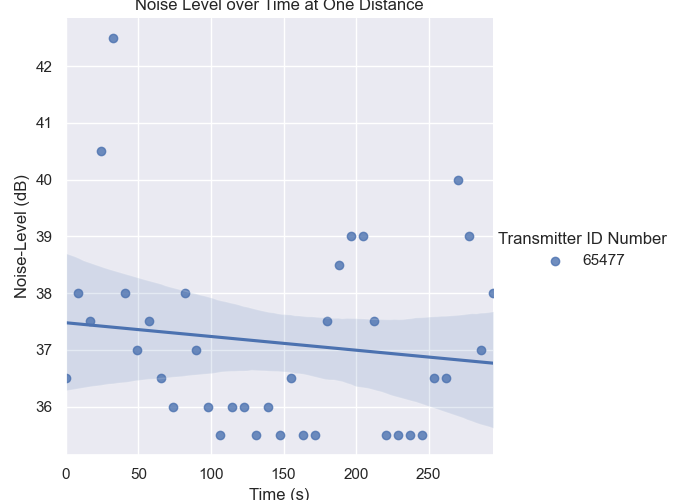 Noise Level over Time at One Distance
42
41
40
39
38
37
36
Noise-Level (dB)
0 50 100 150 200 250
Time (s)
Transmitter ID Number
65477